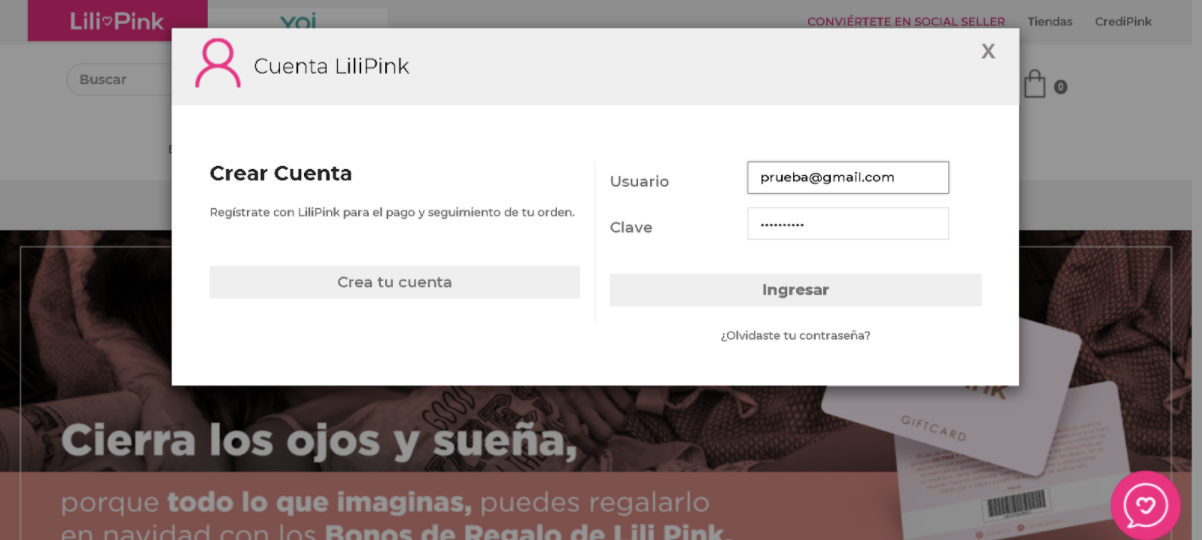 Lili♡Pink
yoi
CONVIÉRTETE EN SOCIAL SELLER
Tiendas
CrediPink
Cuenta LiliPink
X
Buscar
0
Crear Cuenta
Regístrate con LiliPink para el pago y seguimiento de tu orden.
Crea tu cuenta
Usuario
prueba@gmail.com
Clave
••••••••••
Ingresar
¿Olvidaste tu contraseña?
GIFTCARD
Cierra los ojos y sueña,
porque todo lo que imaginas, puedes regalarlo
en navidad con los Bonos de Regalo de Lili Pink.